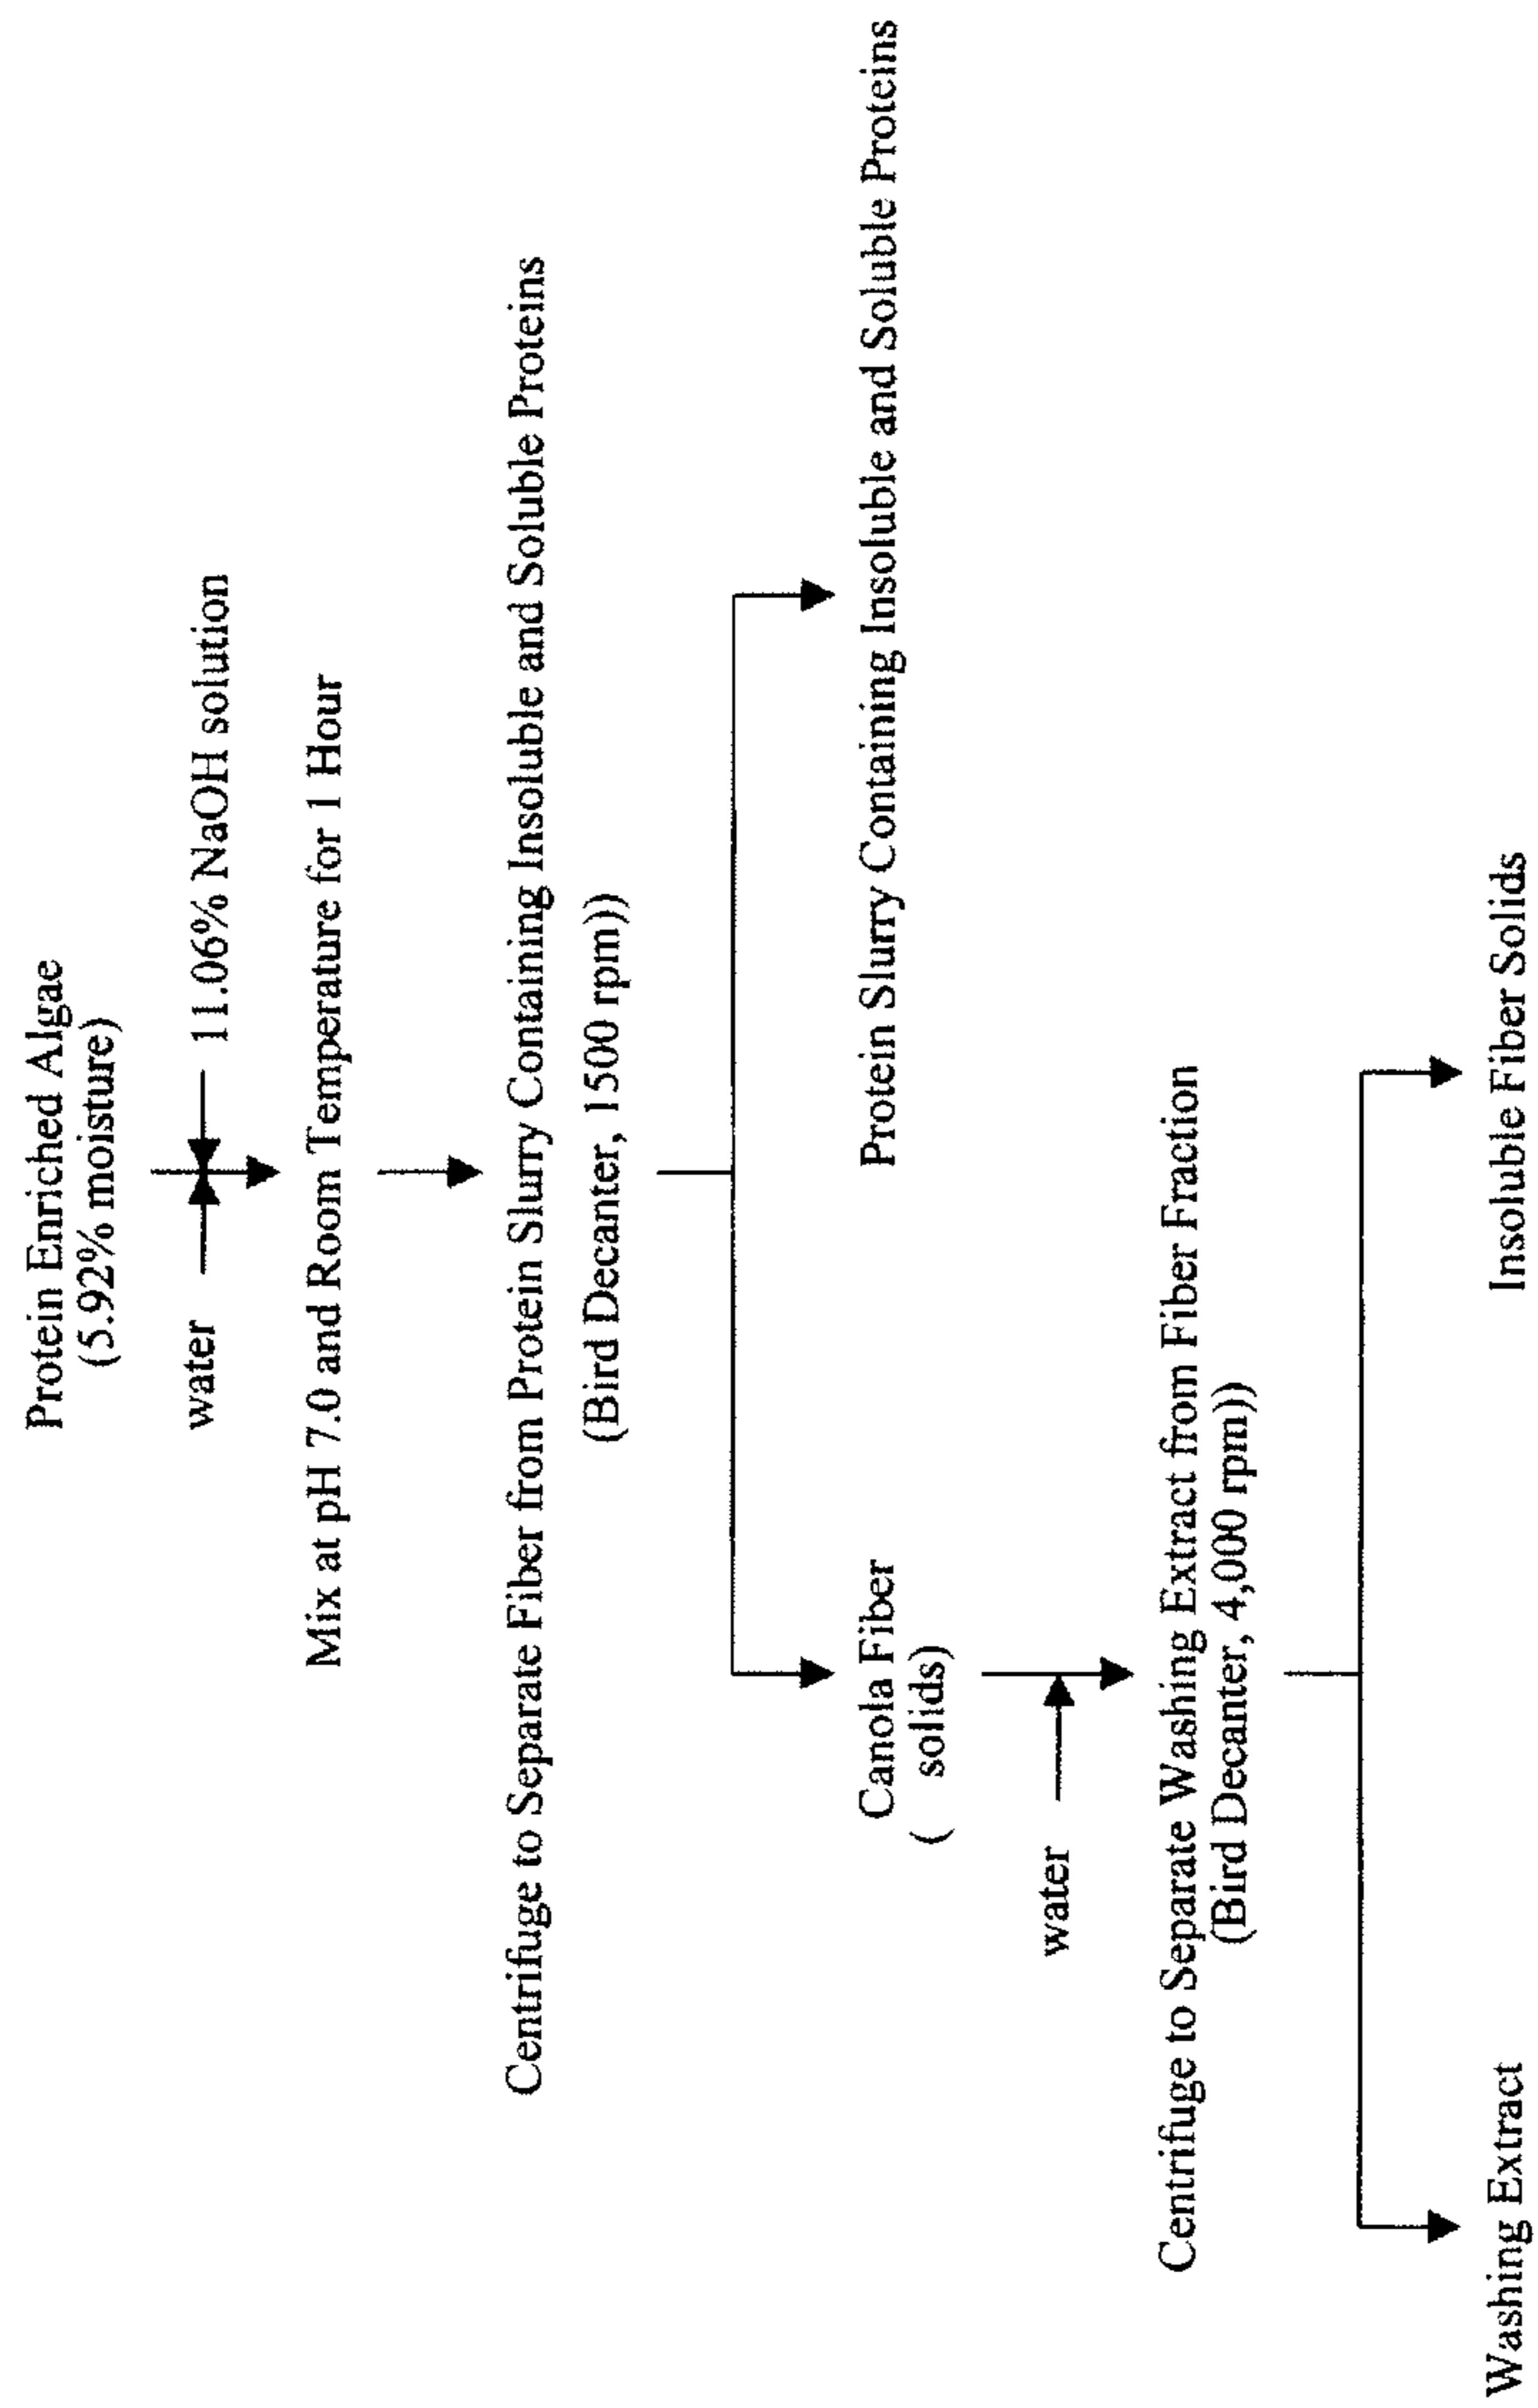 Protein Enriched Algae
(5.92% moisture)
water
11.06% NaOH solution
Mix at pH 7.0 and Room Temperature for 1 Hour
Centrifuge to Separate Fiber from Protein Slurry Containing Insoluble and Soluble Proteins
(Bird Decanter, 1500 rpm))
Canola Fiber
( solids)
Protein Slurry Containing Insoluble and Soluble Proteins
water
Centrifuge to Separate Washing Extract from Fiber Fraction
(Bird Decanter, 4,000 rpm))
Washing Extract
Insoluble Fiber Solids